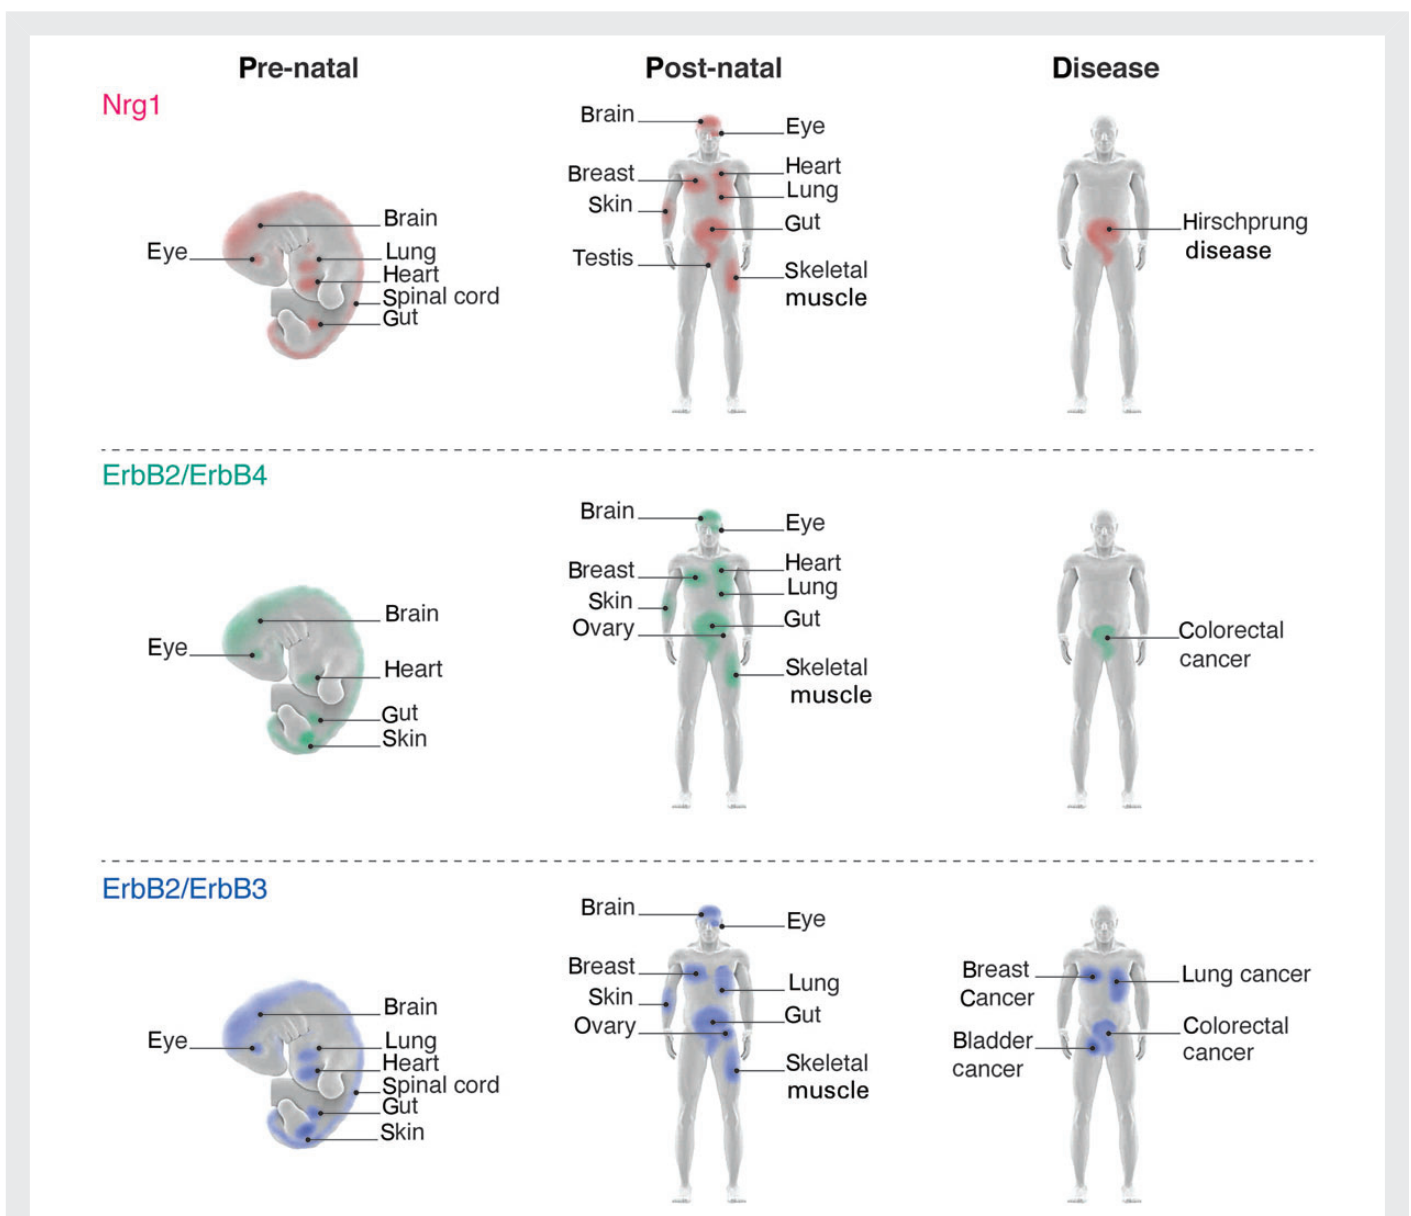 Pre-natal
Post-natal
Disease
Nrg1
Brain
Eye
Lung
Heart
Spinal cord
Gut
Brain
Eye
Breast
Heart
Lung
Skin
Gut
Testis
Skeletal
muscle
Hirschprung
disease
ErbB2/ErbB4
Brain
Eye
Heart
Gut
Skin
Brain
Eye
Breast
Heart
Lung
Skin
Gut
Ovary
Skeletal
muscle
Colorectal
cancer
ErbB2/ErbB3
Brain
Eye
Lung
Heart
Spinal cord
Gut
Skin
Brain
Eye
Breast
Lung
Skin
Gut
Ovary
Skeletal
muscle
Breast
Cancer
Lung cancer
Bladder
cancer
Colorectal
cancer